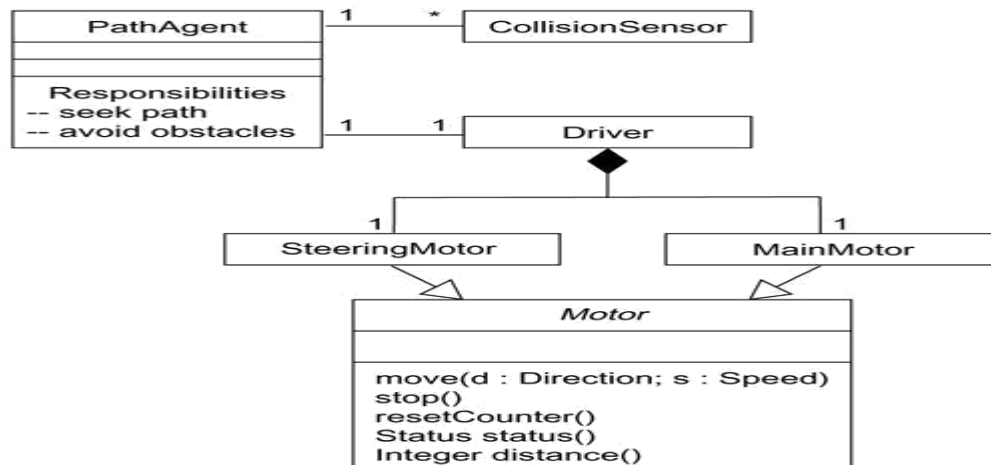 PathAgent
1
*
CollisionSensor
Responsibilities
-- seek path
-- avoid obstacles
1
1
Driver
1
1
SteeringMotor
MainMotor
Motor
move(d : Direction; s : Speed)
stop()
resetCounter()
Status status()
Integer distance()